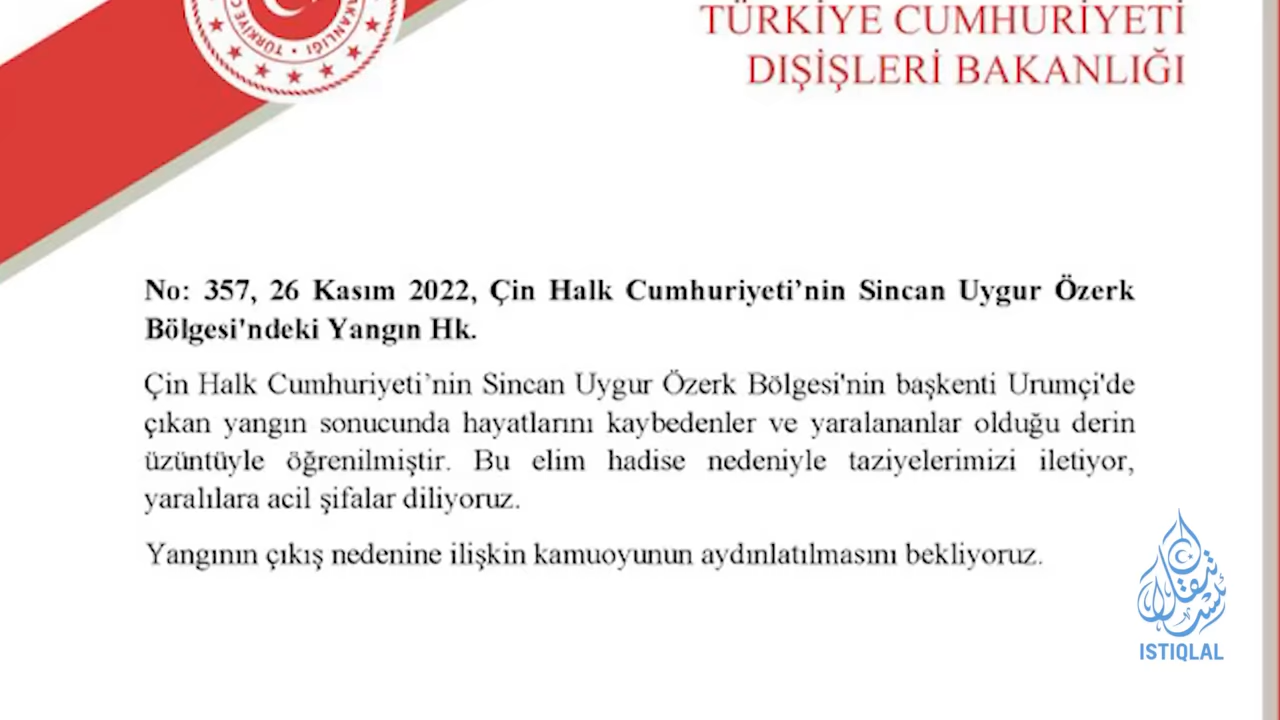 TÜRKİYE CUMHURİYETİ
DIŞİŞLERİ BAKANLIĞI
BAKANLIĞI • TÜRKİYE
No: 357, 26 Kasım 2022, Çin Halk Cumhuriyeti’nin Sincan Uygur Özerk
Bölgesi'ndeki Yangın Hk.
Çin Halk Cumhuriyeti’nin Sincan Uygur Özerk Bölgesi'nin başkenti Urumçi'de
çıkan yangın sonucunda hayatlarını kaybedenler ve yaralananlar olduğu derin
üzüntüyle öğrenilmiştir. Bu elim hadise nedeniyle taziyelerimizi iletiyor,
yaralılara acil şifalar diliyoruz.
Yangının çıkış nedenine ilişkin kamuoyunun aydınlatılmasını bekliyoruz.
ISTIQLAL